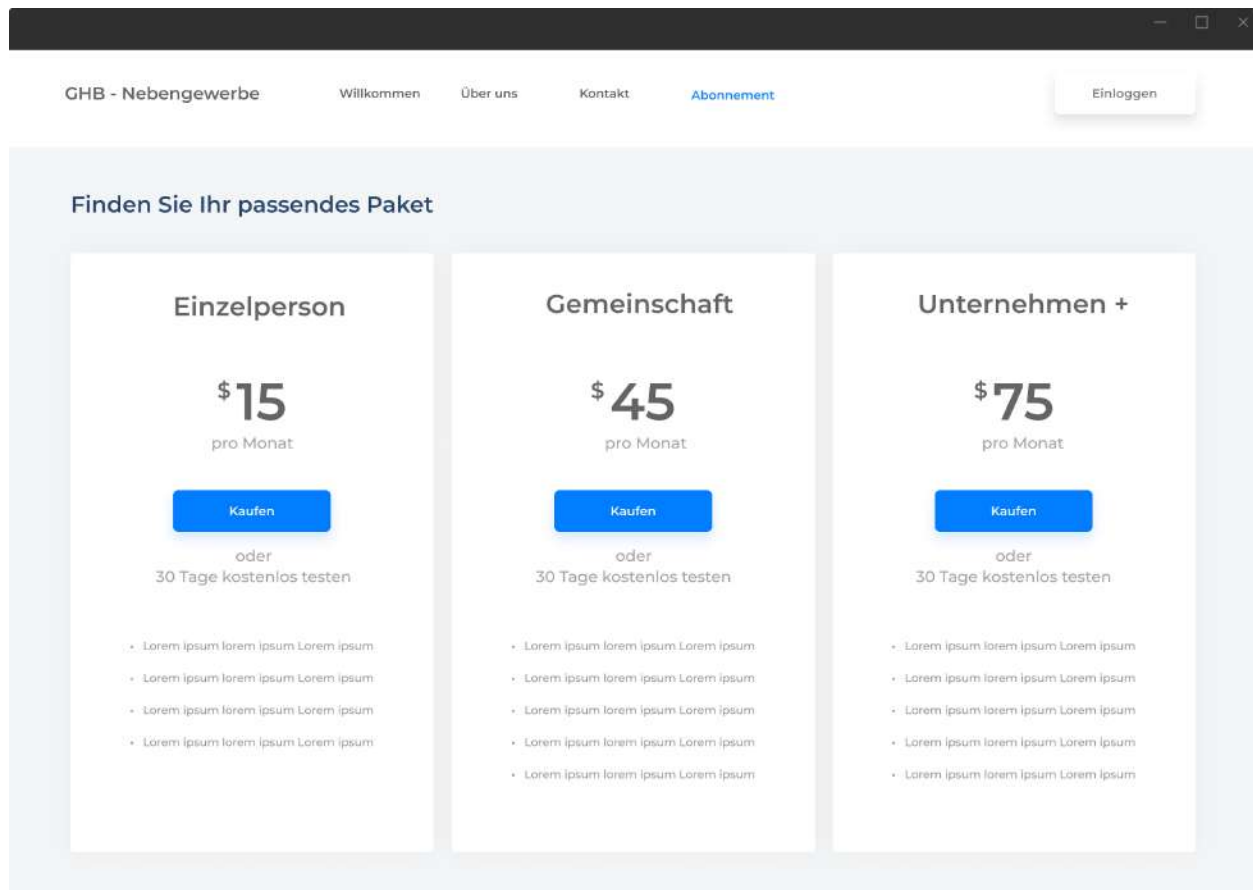 GHB - Nebengewerbe Willkommen Über uns Kontakt Abonnement Einloggen
Finden Sie Ihr passendes Paket
Einzelperson
$15
pro Monat
Kaufen
oder
30 Tage kostenlos testen
• Lorem ipsum lorem ipsum Lorem ipsum
• Lorem ipsum lorem ipsum Lorem ipsum
• Lorem ipsum lorem ipsum Lorem ipsum
• Lorem ipsum lorem ipsum Lorem ipsum
Gemeinschaft
$45
pro Monat
Kaufen
oder
30 Tage kostenlos testen
• Lorem ipsum lorem ipsum Lorem ipsum
• Lorem ipsum lorem ipsum Lorem ipsum
• Lorem ipsum lorem ipsum Lorem ipsum
• Lorem ipsum lorem ipsum Lorem ipsum
• Lorem ipsum lorem ipsum Lorem ipsum
Unternehmen +
$75
pro Monat
Kaufen
oder
30 Tage kostenlos testen
• Lorem ipsum lorem ipsum Lorem ipsum
• Lorem ipsum lorem ipsum Lorem ipsum
• Lorem ipsum lorem ipsum Lorem ipsum
• Lorem ipsum lorem ipsum Lorem ipsum
• Lorem ipsum lorem ipsum Lorem ipsum